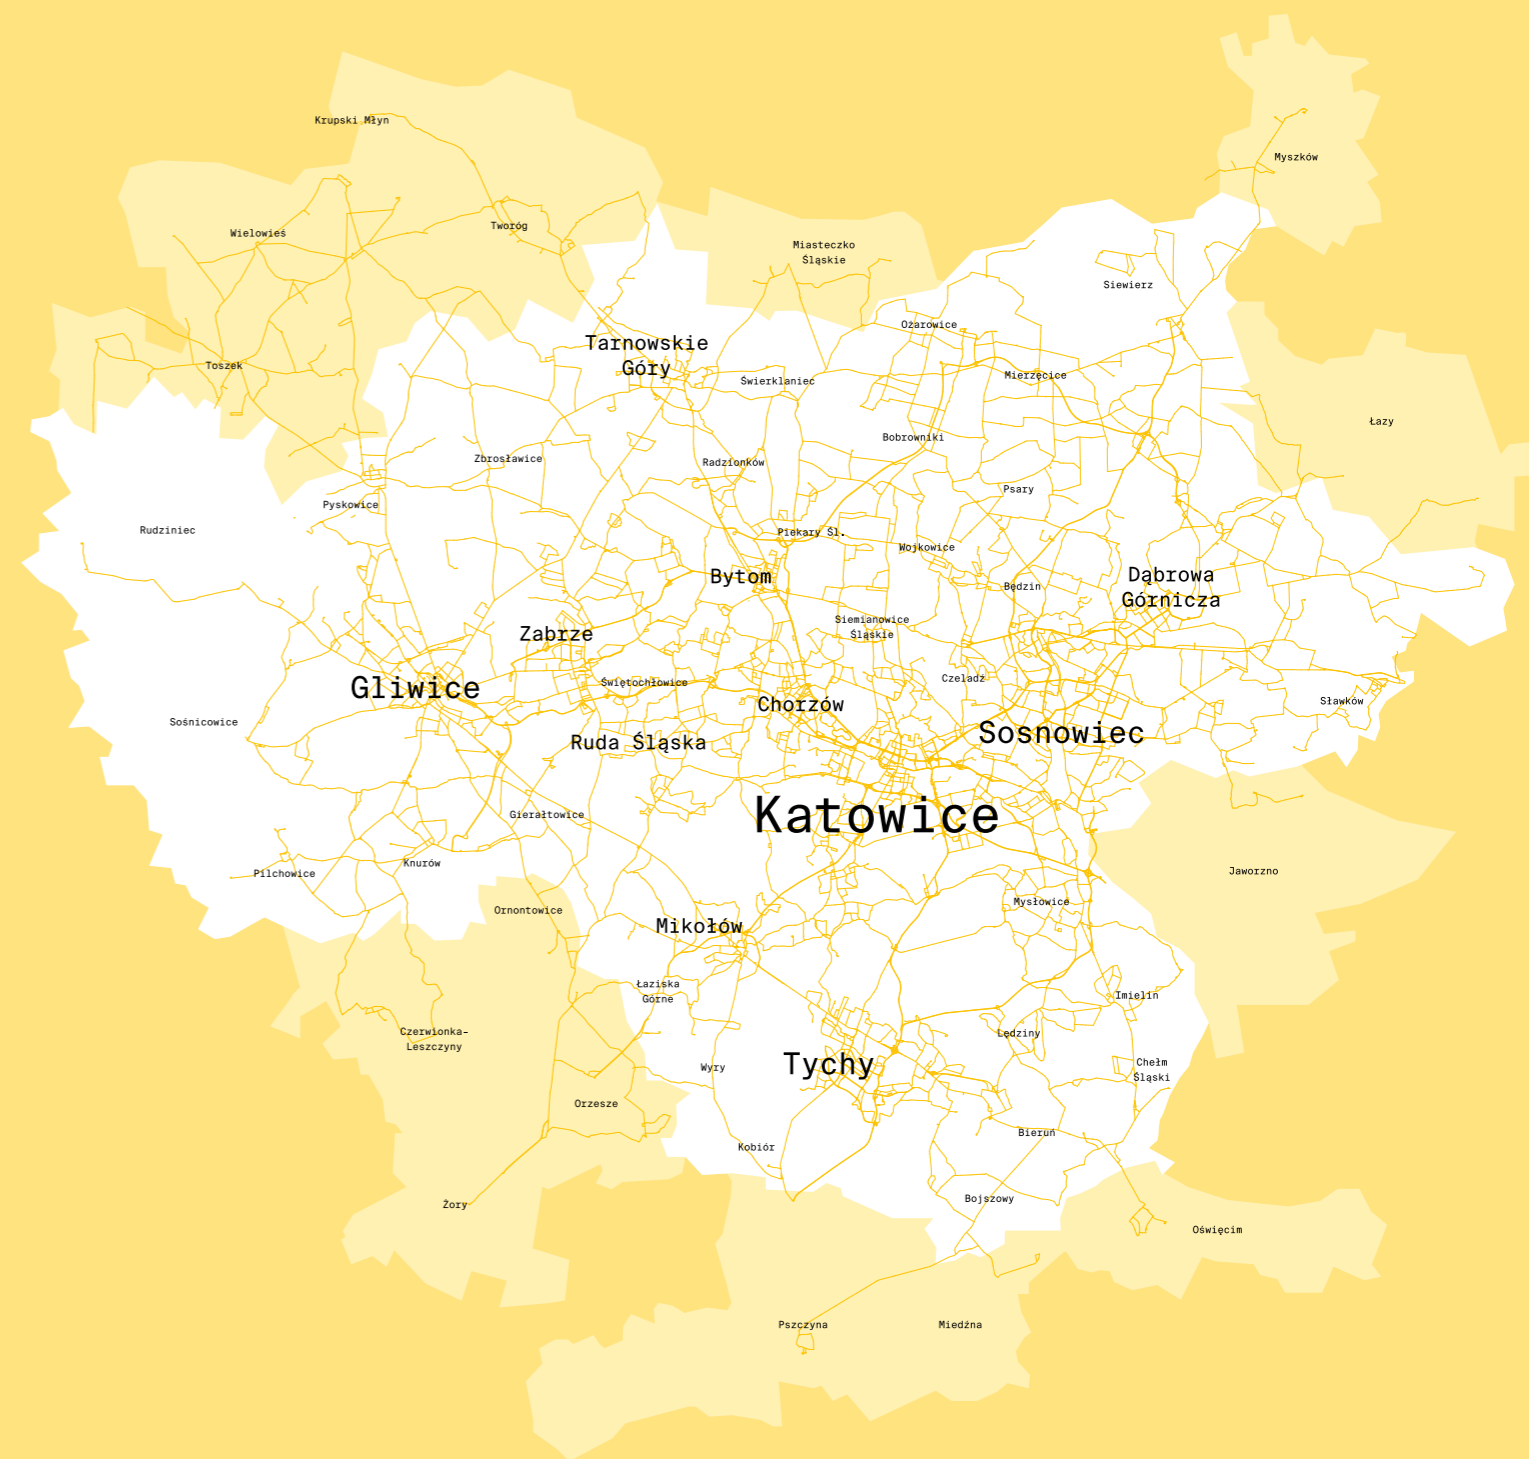 Krupski Młyn
Myszków
Tworóg
Wielowieś
Miasteczko
Śląskie
Siewierz
Ożarowice
Tarnowskie
Góry
Toszek
Mierzęcice
Świerklaniec
Łazy
Bobrowniki
Zbrosławice
Radzionków
Psary
Pyskowice
Rudziniec
Piekary Śl.
Wojkowice
Bytom
Będzin
Dąbrowa
Górnicza
Siemianowice
Śląskie
Zabrze
Świętochłowice
Czeladź
Gliwice
Chorzów
Sławków
Sośnicowice
Sosnowiec
Ruda Śląska
Katowice
Gierałtowice
Knurów
Pilchowice
Jaworzno
Mysłowice
Ornontowice
Mikołów
Łaziska
Górne
Imielin
Czerwionka-
Leszczyny
Lędziny
Tychy
Wyry
Chełm
Śląski
Orzesze
Bieruń
Kobiór
Bojszowy
Żory
Oświęcim
Pszczyna
Miedźna